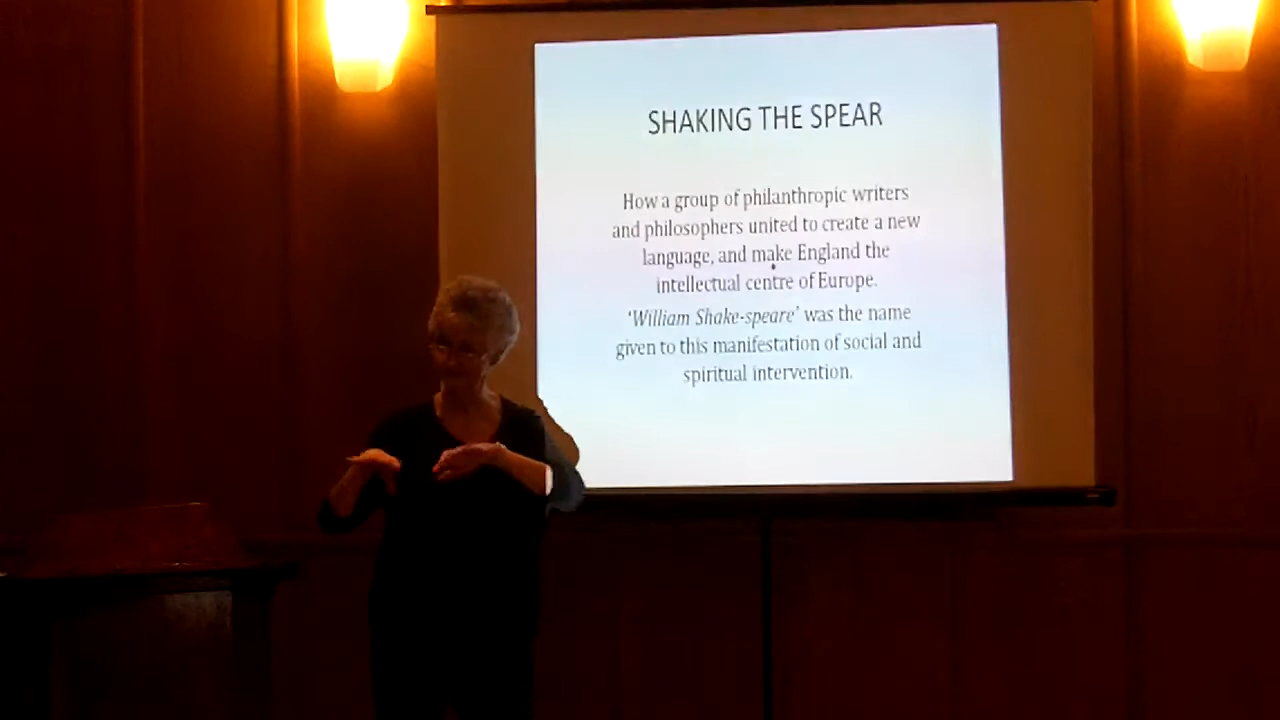 SHAKING THE SPEAR
How a group of philanthropic writers
and philosophers united to create a new
language, and make England the
intellectual centre of Europe.
'William Shake-speare' was the name
given to this manifestation of social and
spiritual intervention.